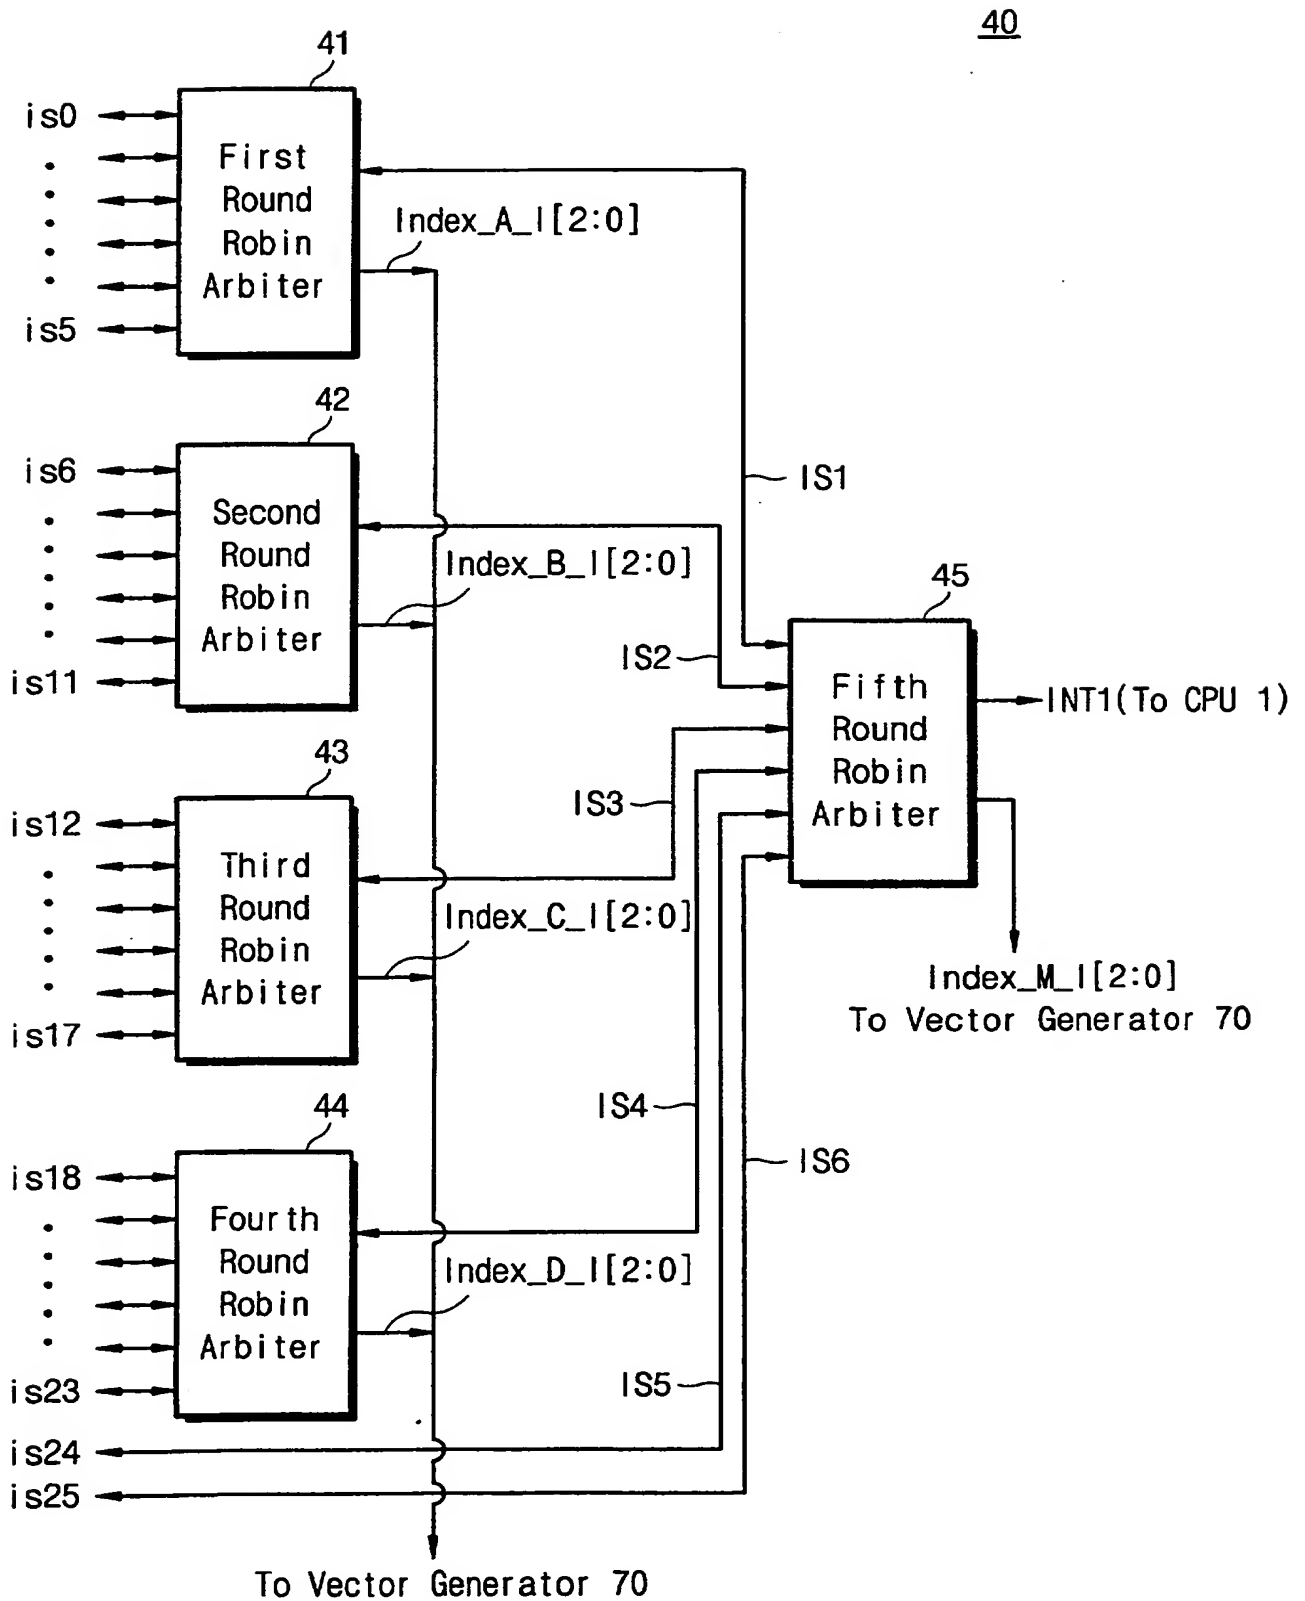 40
41
is0
First
Round
Robin
Arbiter
is5
Index_A_I[2:0]
42
is6
Second
Round
Robin
Arbiter
is11
Index_B_I[2:0]
43
is12
Third
Round
Robin
Arbiter
is17
Index_C_I[2:0]
44
is18
Fourth
Round
Robin
Arbiter
is23
Index_D_I[2:0]
is24
is25
To Vector Generator 70
IS1
IS2
IS3
IS4
IS5
IS6
45
Fifth
Round
Robin
Arbiter
INT1(To CPU 1)
Index_M_I[2:0]
To Vector Generator 70